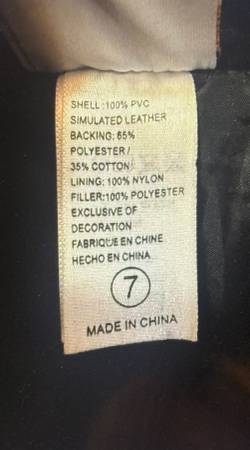 SHELL:100% PVC
SIMULATED LEATHER
BACKING: 65%
POLYESTER/
35% COTTON
LINING: 100% NYLON
FILLER:100% POLYESTER
EXCLUSIVE OF
DECORATION
FABRIQUE EN CHINE
HECHO EN CHINA
7
MADE IN CHINA